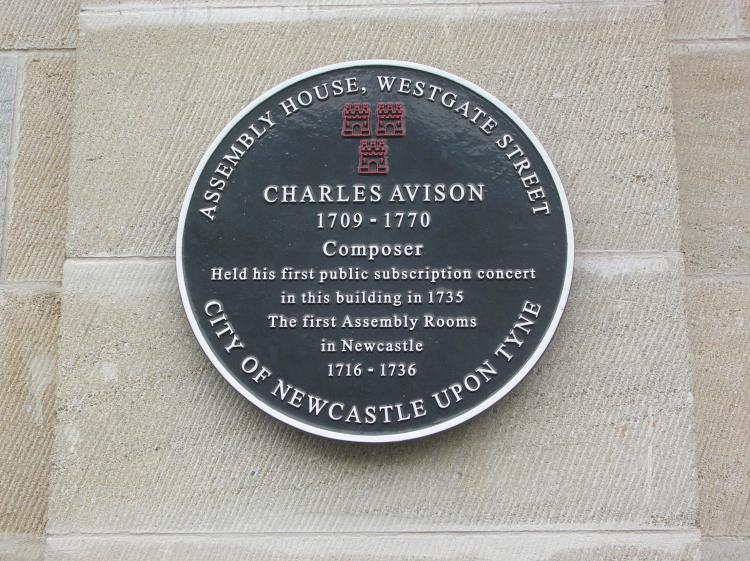 ASSEMBLY HOUSE, WESTGATE STREET
CHARLES AVISON
1709 - 1770
Composer
Held his first public subscription concert
in this building in 1735
The first Assembly Rooms
in Newcastle
1716 - 1736
CITY OF NEWCASTLE UPON TYNE